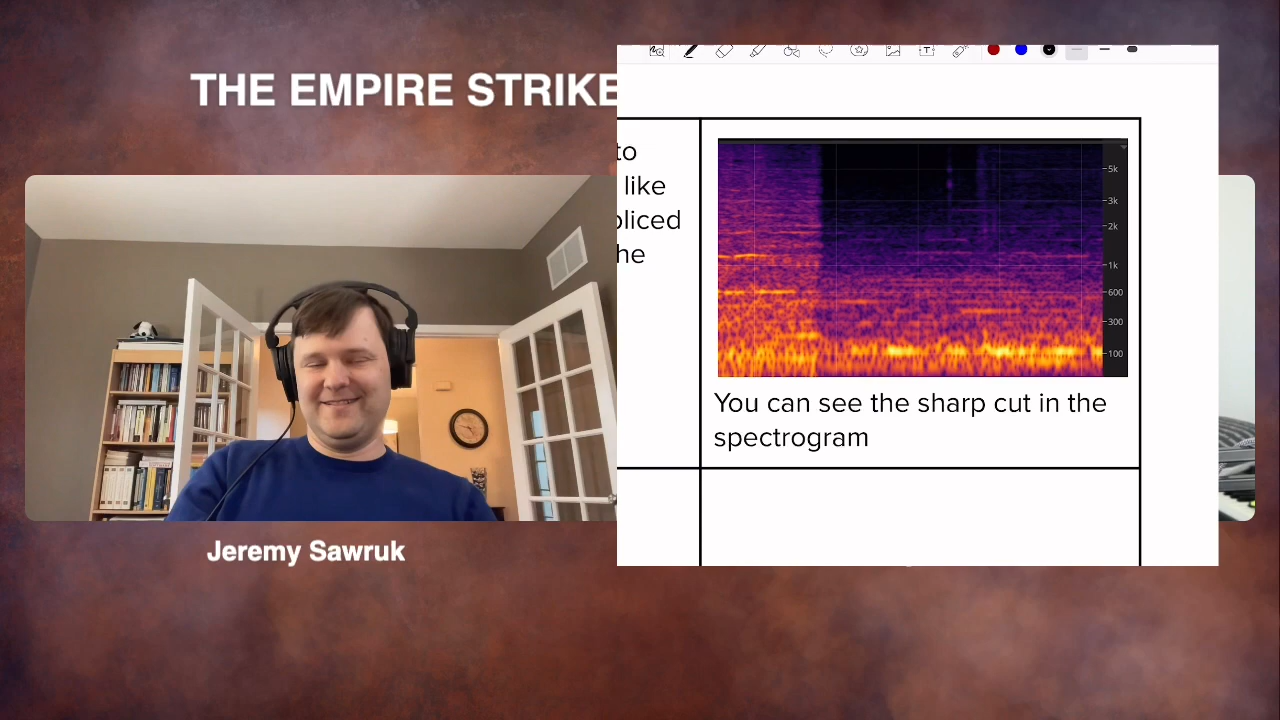 THE EMPIRE STRIKE
to
like
pliced
he
5k
3k
2k
1k
600
300
100
You can see the sharp cut in the
spectrogram
Jeremy Sawruk